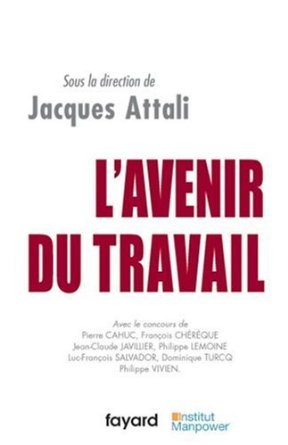 Sous la direction de
Jacques Attali
L'AVENIR
DU TRAVAIL
Avec le concours de
Pierre CAHUC, François CHÉRÈQUE
Jean-Claude JAVILLIER, Philippe LEMOINE
Luc-François SALVADOR, Dominique TURCQ
Philippe VIVIEN.
fayard
Institut
Manpower